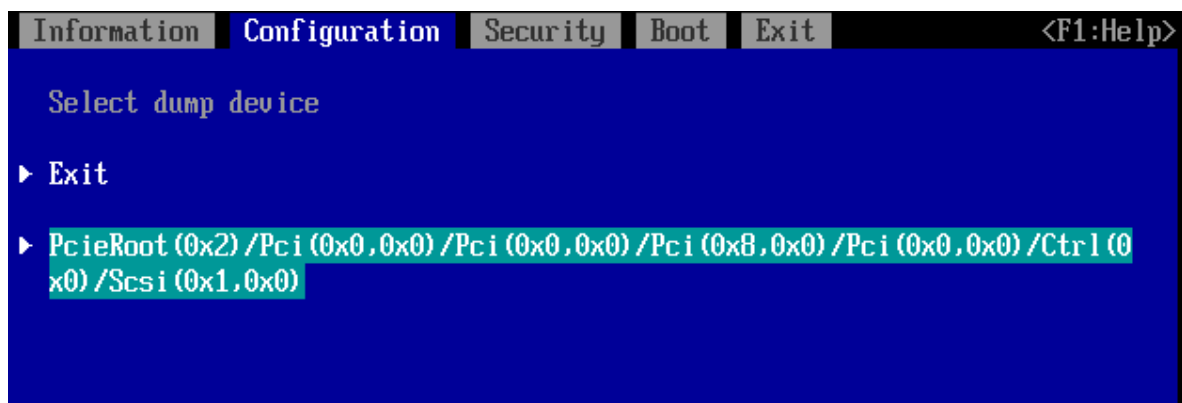 Information Configuration Security Boot Exit <F1:Help>
Select dump device
Exit
PcieRoot(0x2)/Pci(0x0,0x0)/Pci(0x0,0x0)/Pci(0x8,0x0)/Pci(0x0,0x0)/Ctrl(0
x0)/Scsi(0x1,0x0)